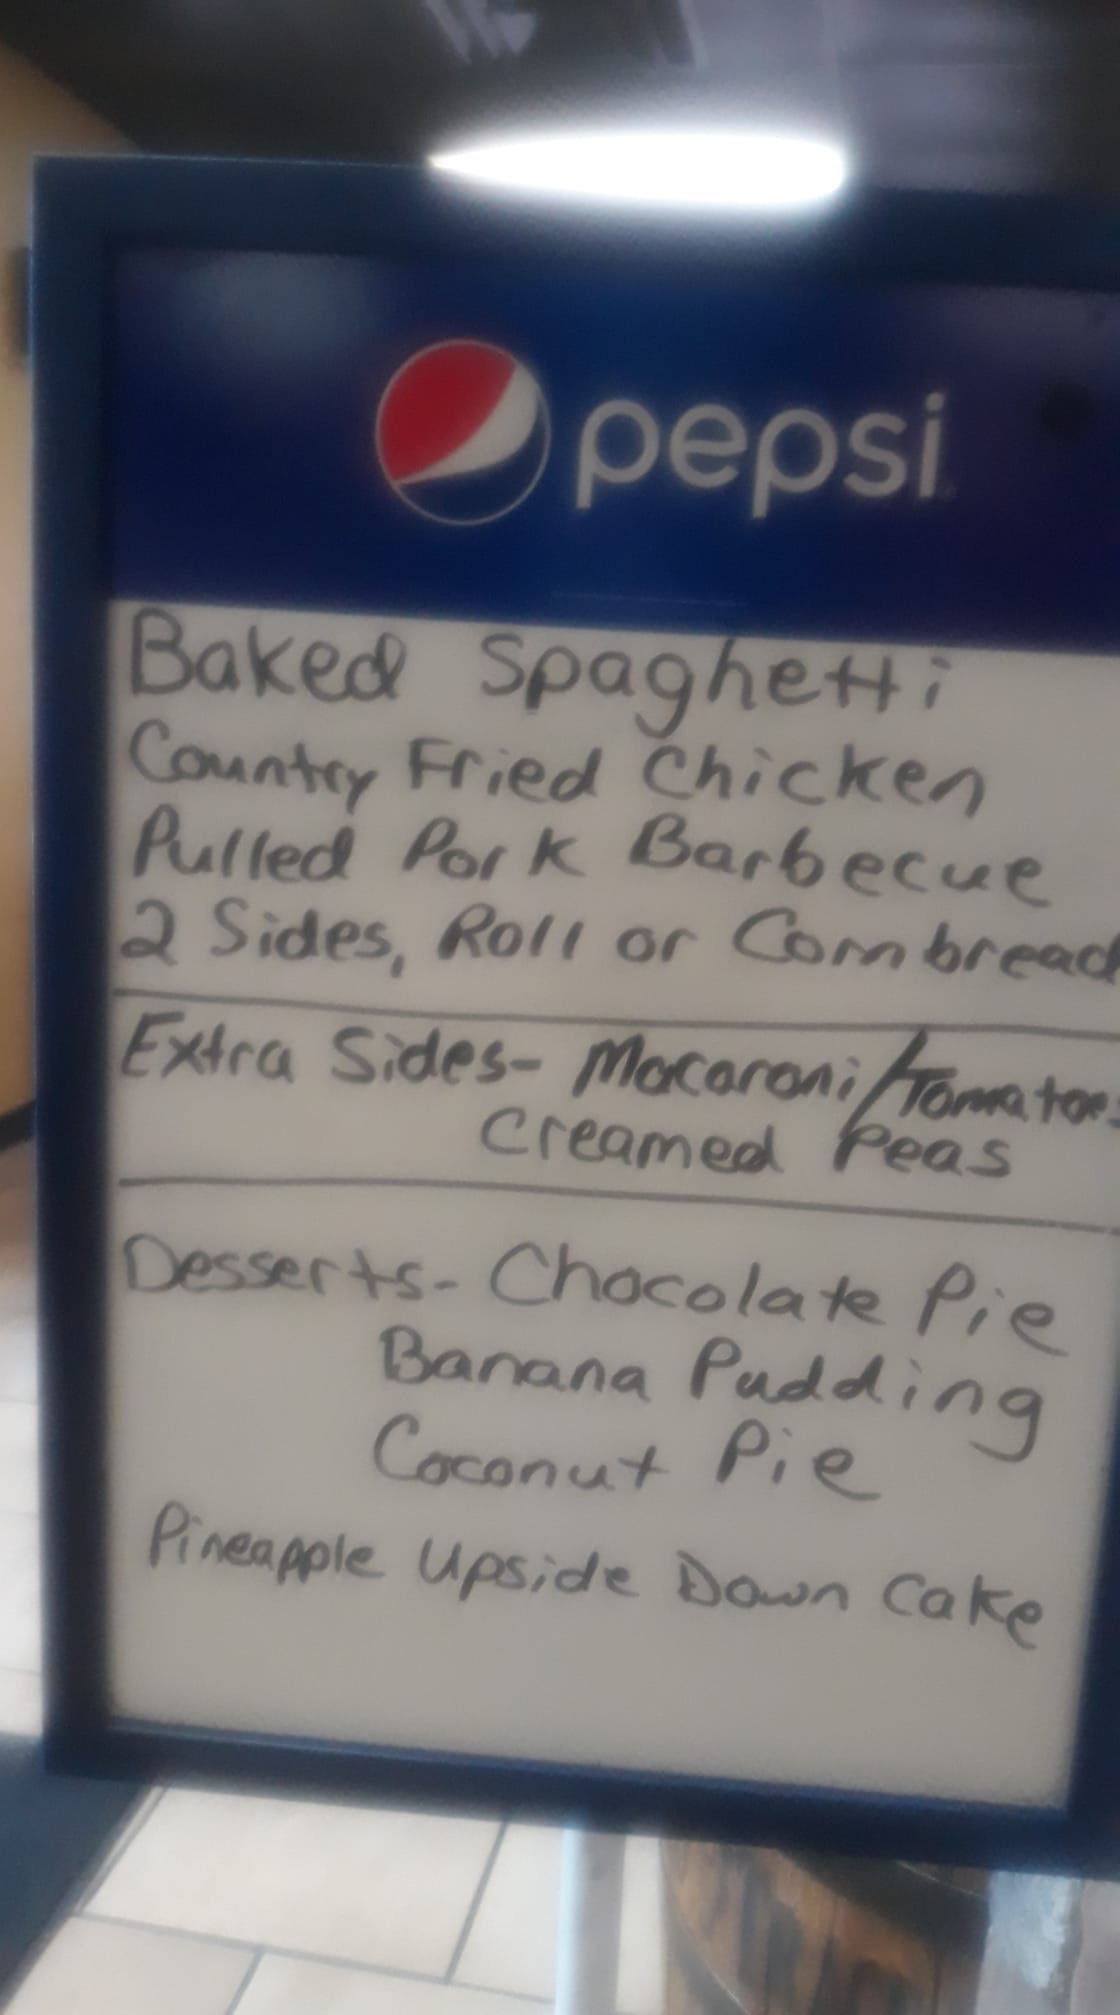 pepsi
Baked Spaghetti
Country Fried Chicken
Pulled Pork Barbecue
2 Sides, Roll or Cornbread
Extra Sides- Macaroni/Tomatoes
Creamed Peas
Desserts- Chocolate Pie
Banana Pudding
Coconut Pie
Pineapple Upside Down Cake